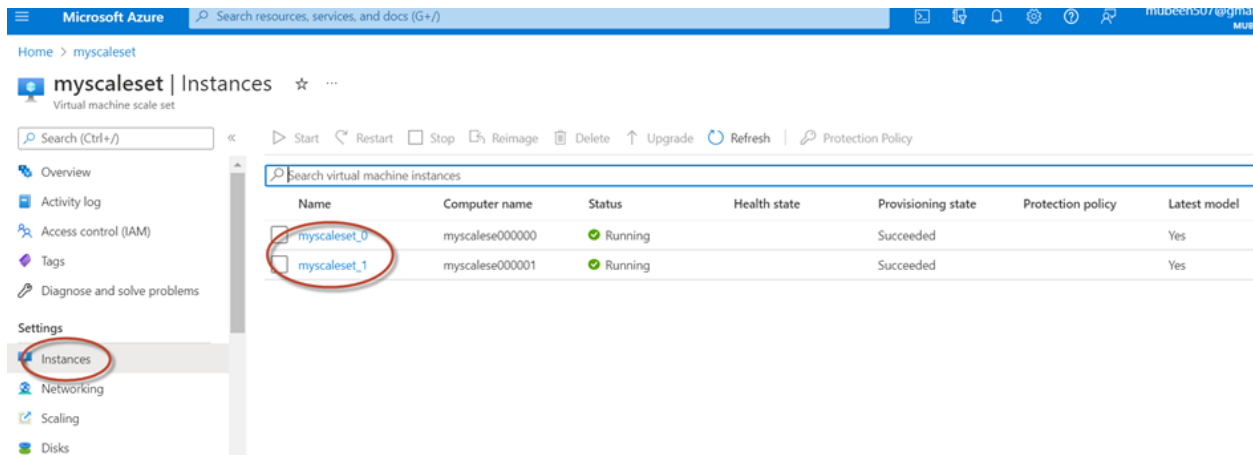 Microsoft Azure Search resources, services, and docs (G+/) mubeen507@gmai
MUB
Home > myscaleset
myscaleset | Instances ☆ ...
Virtual machine scale set
Search (Ctrl+/) « Start Restart Stop Reimage Delete Upgrade Refresh Protection Policy
Overview
Search virtual machine instances
Activity log
Name Computer name Status Health state Provisioning state Protection policy Latest model
Access control (IAM)
myscaleset_0 myscalese000000 Running Succeeded Yes
Tags
myscaleset_1 myscalese000001 Running Succeeded Yes
Diagnose and solve problems
Settings
Instances
Networking
Scaling
Disks